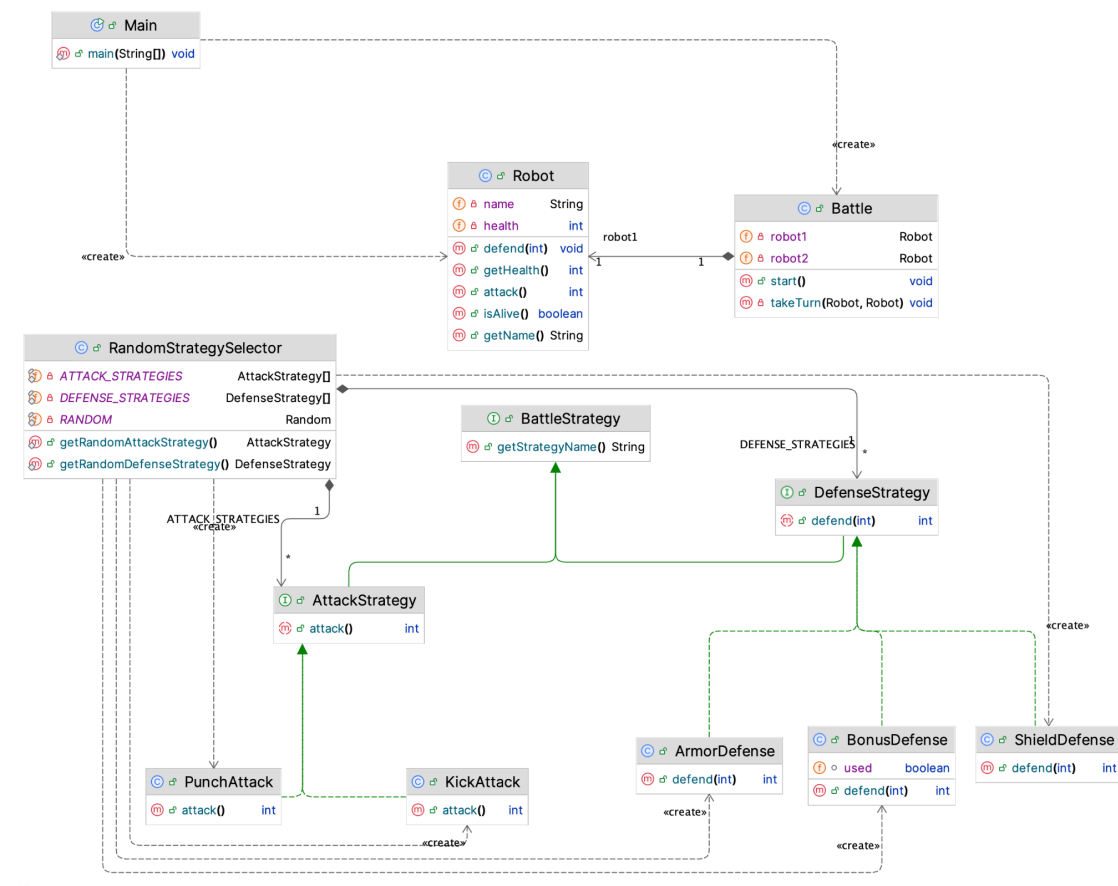 Main
main(String[]) void
«create»
«create»
Robot
name String
health int
defend(int) void
getHealth() int
attack() int
isAlive() boolean
getName() String
robot1
1 1
Battle
robot1 Robot
robot2 Robot
start() void
takeTurn(Robot, Robot) void
RandomStrategySelector
ATTACK_STRATEGIES AttackStrategy[]
DEFENSE_STRATEGIES DefenseStrategy[]
RANDOM Random
getRandomAttackStrategy() AttackStrategy
getRandomDefenseStrategy() DefenseStrategy
BattleStrategy
getStrategyName() String
DEFENSE_STRATEGIES
1
*
DefenseStrategy
defend(int) int
1
ATTACK_STRATEGIES
«create»
*
AttackStrategy
attack() int
«create»
PunchAttack
attack() int
KickAttack
attack() int
ArmorDefense
defend(int) int
BonusDefense
used boolean
defend(int) int
ShieldDefense
defend(int) int
«create»
«create»
«create»